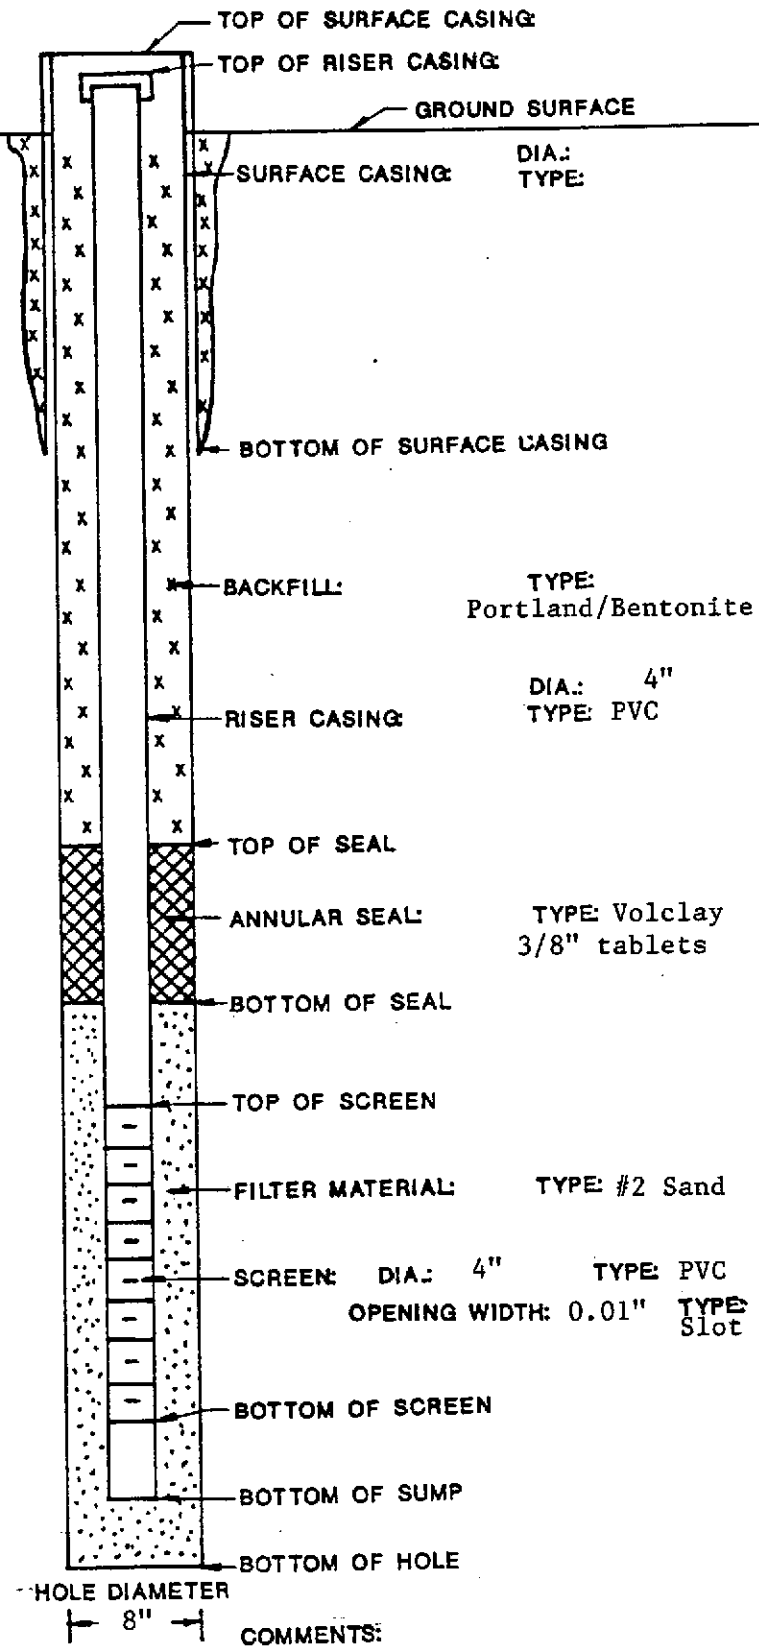 TOP OF SURFACE CASING:
TOP OF RISER CASING:
GROUND SURFACE
SURFACE CASING: DIA.:
TYPE:
BOTTOM OF SURFACE CASING
BACKFILL: TYPE:
Portland/Bentonite
RISER CASING: DIA.: 4"
TYPE: PVC
TOP OF SEAL
ANNULAR SEAL: TYPE: Volclay
3/8" tablets
BOTTOM OF SEAL
TOP OF SCREEN
FILTER MATERIAL: TYPE: #2 Sand
SCREEN: DIA.: 4" TYPE: PVC
OPENING WIDTH: 0.01" TYPE:
Slot
BOTTOM OF SCREEN
BOTTOM OF SUMP
BOTTOM OF HOLE
HOLE DIAMETER
8"
COMMENTS: